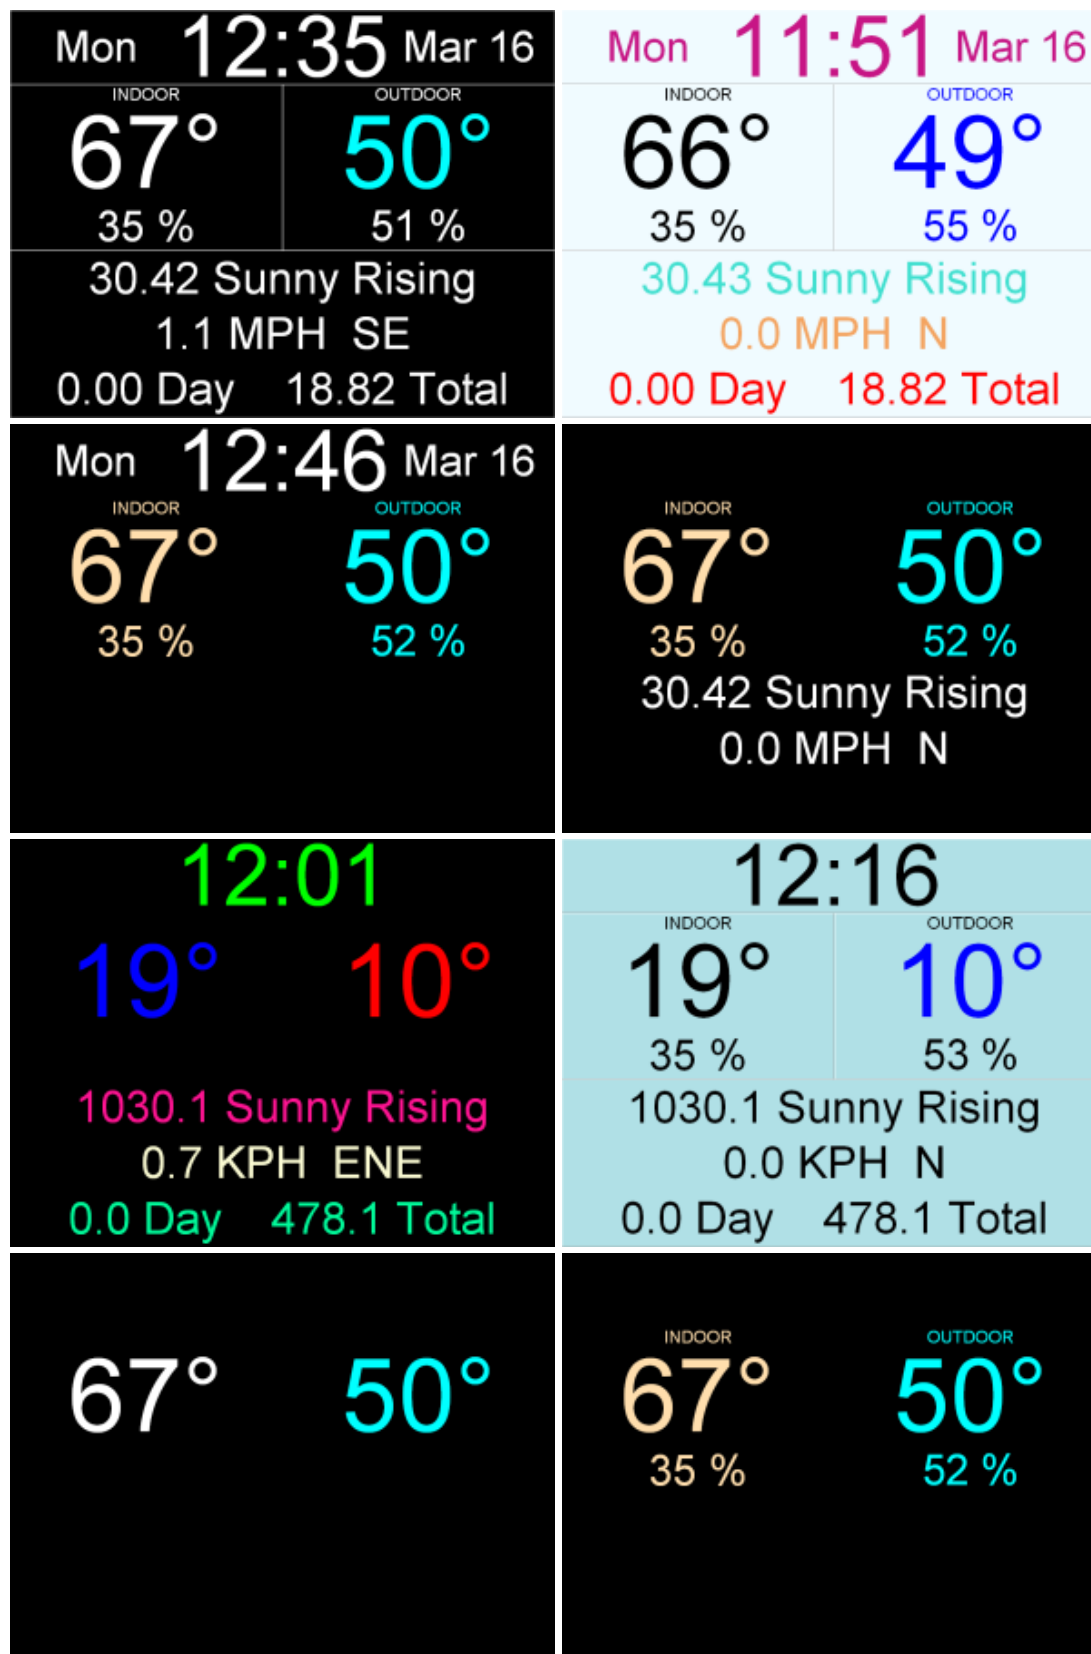 Mon 12:35 Mar 16
INDOOR OUTDOOR
67° 50°
35 % 51 %
30.42 Sunny Rising
1.1 MPH SE
0.00 Day 18.82 Total
Mon 11:51 Mar 16
INDOOR OUTDOOR
66° 49°
35 % 55 %
30.43 Sunny Rising
0.0 MPH N
0.00 Day 18.82 Total
Mon 12:46 Mar 16
INDOOR OUTDOOR
67° 50°
35 % 52 %
INDOOR OUTDOOR
67° 50°
35 % 52 %
30.42 Sunny Rising
0.0 MPH N
12:01
19° 10°
1030.1 Sunny Rising
0.7 KPH ENE
0.0 Day 478.1 Total
12:16
INDOOR OUTDOOR
19° 10°
35 % 53 %
1030.1 Sunny Rising
0.0 KPH N
0.0 Day 478.1 Total
67° 50°
INDOOR OUTDOOR
67° 50°
35 % 52 %